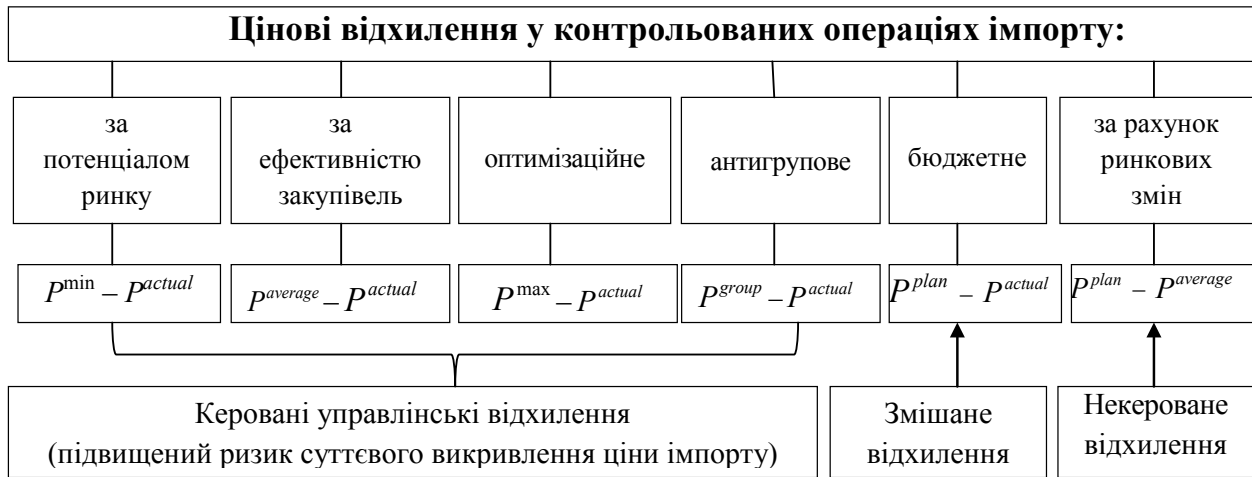 Цінові відхилення у контрольованих операціях імпорту:
за
потенціалом
ринку
за
ефективністю
закупівель
оптимізаційне
антигрупове
бюджетне
за рахунок
ринкових
змін
P^min – P^actual
P^average – P^actual
P^max – P^actual
P^group – P^actual
P^plan – P^actual
P^plan – P^average
Керовані управлінські відхилення
(підвищений ризик суттєвого викривлення ціни імпорту)
Змішане
відхилення
Некероване
відхилення